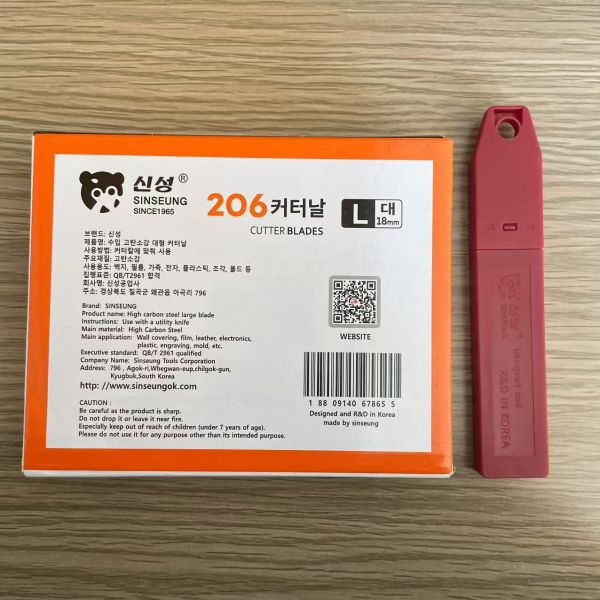 신성®
SINSEUNG
SINCE1965
206 커터날
CUTTER BLADES
L 대
18mm
브랜드: 신성
제품명: 수입 고탄소강 대형 커터날
사용방법: 커터칼에 맞춰 사용
주요재질: 고탄소강
사용용도: 벽지, 필름, 가죽, 전자, 플라스틱, 조각, 몰드 등
집행표준: QB/T2961 합격
회사명: 신성공업사
주소: 경상북도 칠곡군 왜관읍 아곡리 796
Brand: SINSEUNG
Product name: High carbon steel large blade
Instructions: Use with a utility knife
Main material: High Carbon Steel
Main application: Wall covering, film, leather, electronics,
plastic, engraving, mold, etc.
Executive standard: QB/T 2961 qualified
Company Name: Sinseung Tools Corporation
Address: 796 , Agok-ri,Whegwan-eup,chilgok-gun,
Kyugbuk,South Korea
http://www.sinseungok.com
CAUTION :
Be careful as the product is sharp.
Do not drop it or leave it near fire.
Especially keep out of reach of children (under 7 years of age).
Please do not use it for any purpose other than its intended purpose.
WEBSITE
1 88 09140 67865 5
Designed and R&D in Korea
made by sinseung
신성®
SINSEUNG
Designed and
R&D IN KOREA